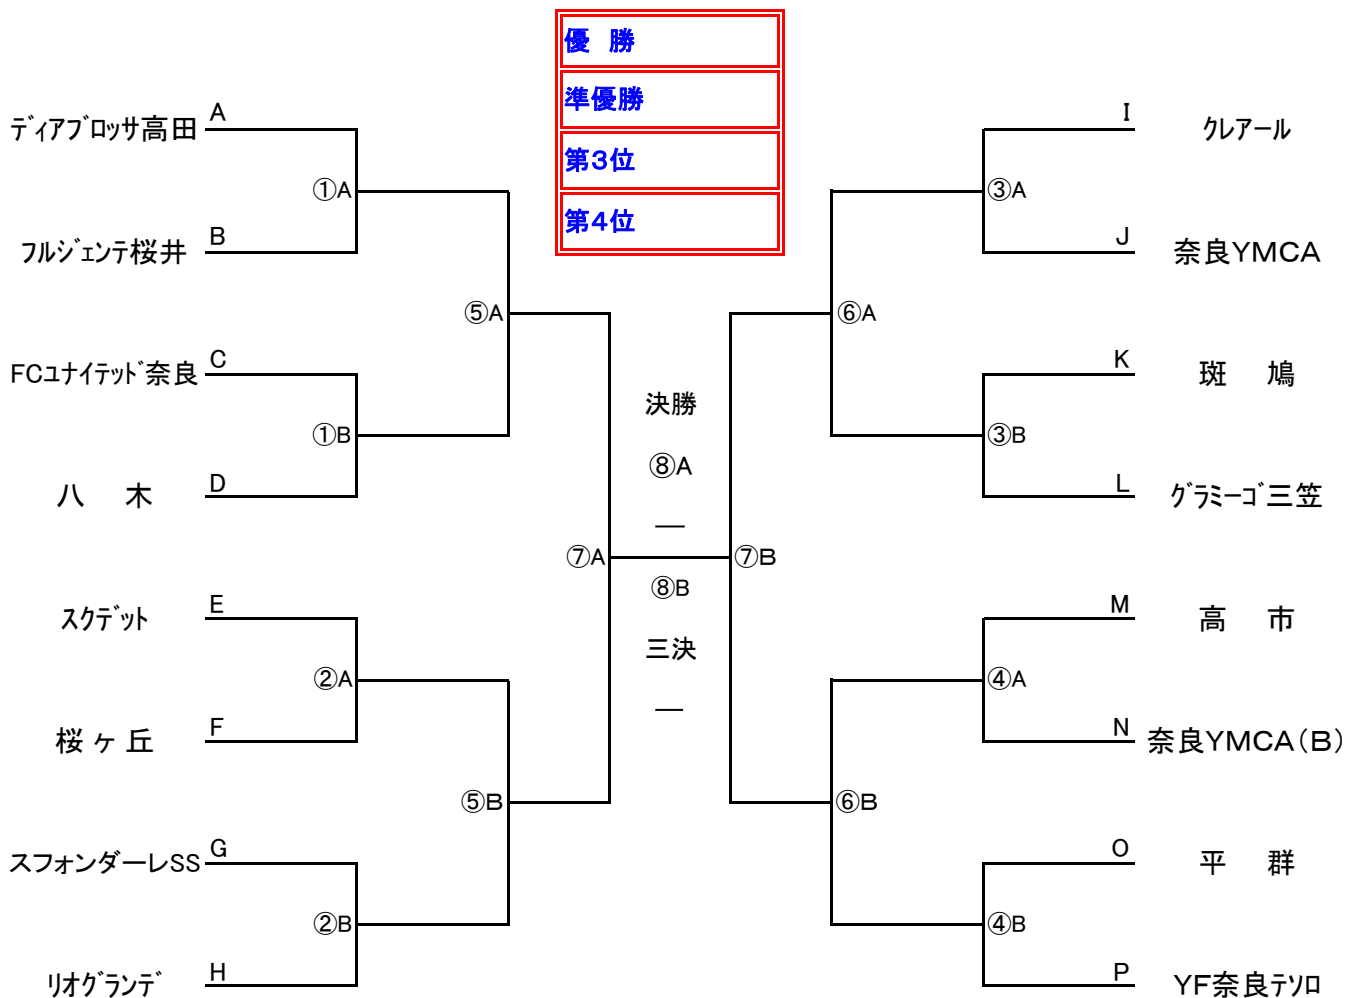 優 勝
準優勝
第3位
第4位
ディアブロッサ高田 A
①A
フルジェンテ桜井 B
⑤A
FCユナイテッド奈良 C
①B
八 木 D
⑦A
スクデット E
②A
桜ヶ丘 F
⑤B
スフォンダーレSS G
②B
リオグランデ H
決勝
⑧A
―
⑧B
三決
―
I クレアール
③A
J 奈良YMCA
⑥A
K 斑 鳩
③B
L グラミーゴ三笠
⑦B
M 高 市
④A
N 奈良YMCA(B)
⑥B
O 平 群
④B
P YF奈良テソロ